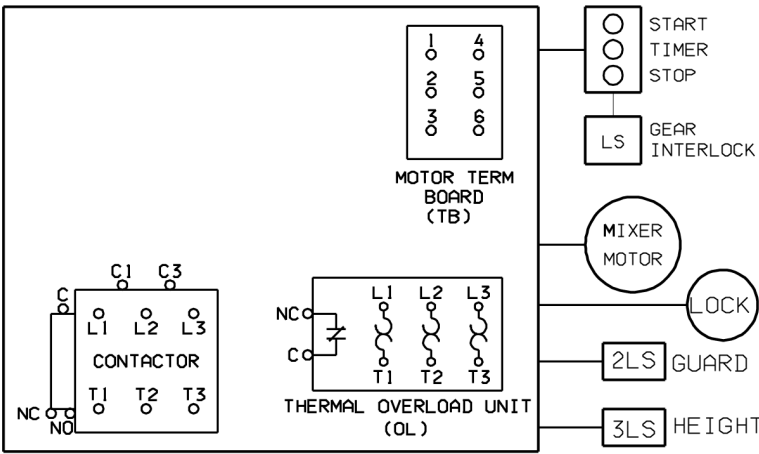 1 4
2 5
3 6
MOTOR TERM
BOARD
(TB)
START
TIMER
STOP
LS
GEAR
INTERLOCK
MIXER
MOTOR
LOCK
2LS GUARD
3LS HEIGHT
C1 C3
C
L1 L2 L3
CONTACTOR
T1 T2 T3
NC
NO
L1 L2 L3
NC
C
T1 T2 T3
THERMAL OVERLOAD UNIT
(OL)